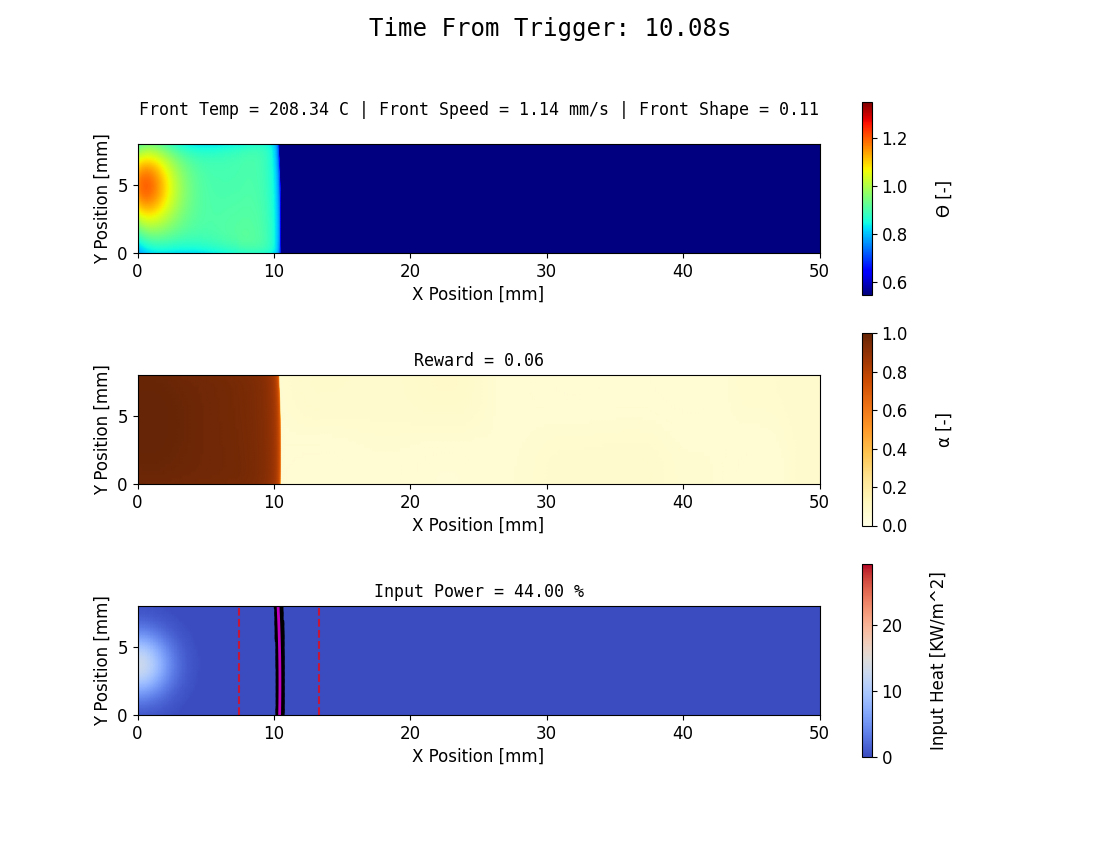 Time From Trigger: 10.08s
Front Temp = 208.34 C | Front Speed = 1.14 mm/s | Front Shape = 0.11
Y Position [mm]
5
0
0 10 20 30 40 50
X Position [mm]
1.2
1.0
0.8
0.6
Θ [-]
Reward = 0.06
Y Position [mm]
5
0
0 10 20 30 40 50
X Position [mm]
1.0
0.8
0.6
0.4
0.2
0.0
α [-]
Input Power = 44.00 %
Y Position [mm]
5
0
0 10 20 30 40 50
X Position [mm]
20
10
0
Input Heat [KW/m^2]